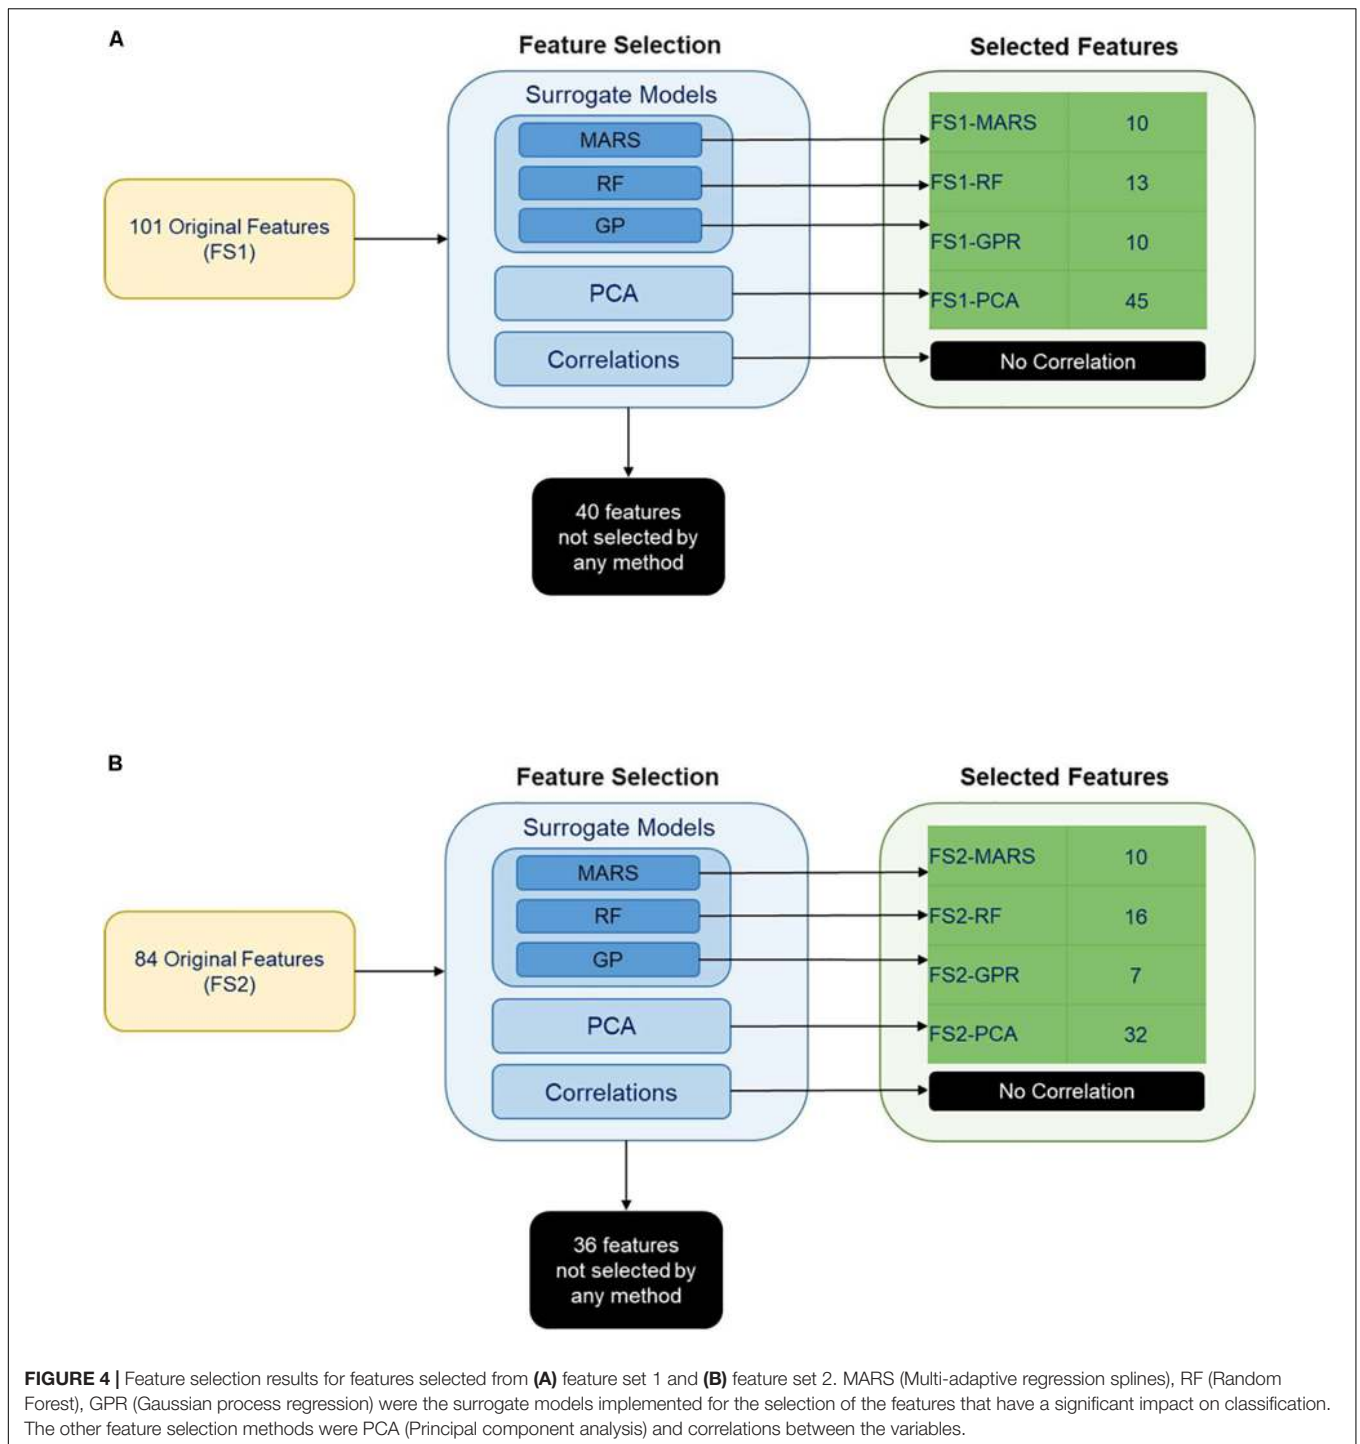 A
Feature Selection
Selected Features
Surrogate Models
MARS
RF
GP
PCA
Correlations
101 Original Features
(FS1)
FS1-MARS 10
FS1-RF 13
FS1-GPR 10
FS1-PCA 45
No Correlation
40 features
not selected by
any method
B
Feature Selection
Selected Features
Surrogate Models
MARS
RF
GP
PCA
Correlations
84 Original Features
(FS2)
FS2-MARS 10
FS2-RF 16
FS2-GPR 7
FS2-PCA 32
No Correlation
36 features
not selected by
any method
FIGURE 4 | Feature selection results for features selected from (A) feature set 1 and (B) feature set 2. MARS (Multi-adaptive regression splines), RF (Random
Forest), GPR (Gaussian process regression) were the surrogate models implemented for the selection of the features that have a significant impact on classification.
The other feature selection methods were PCA (Principal component analysis) and correlations between the variables.